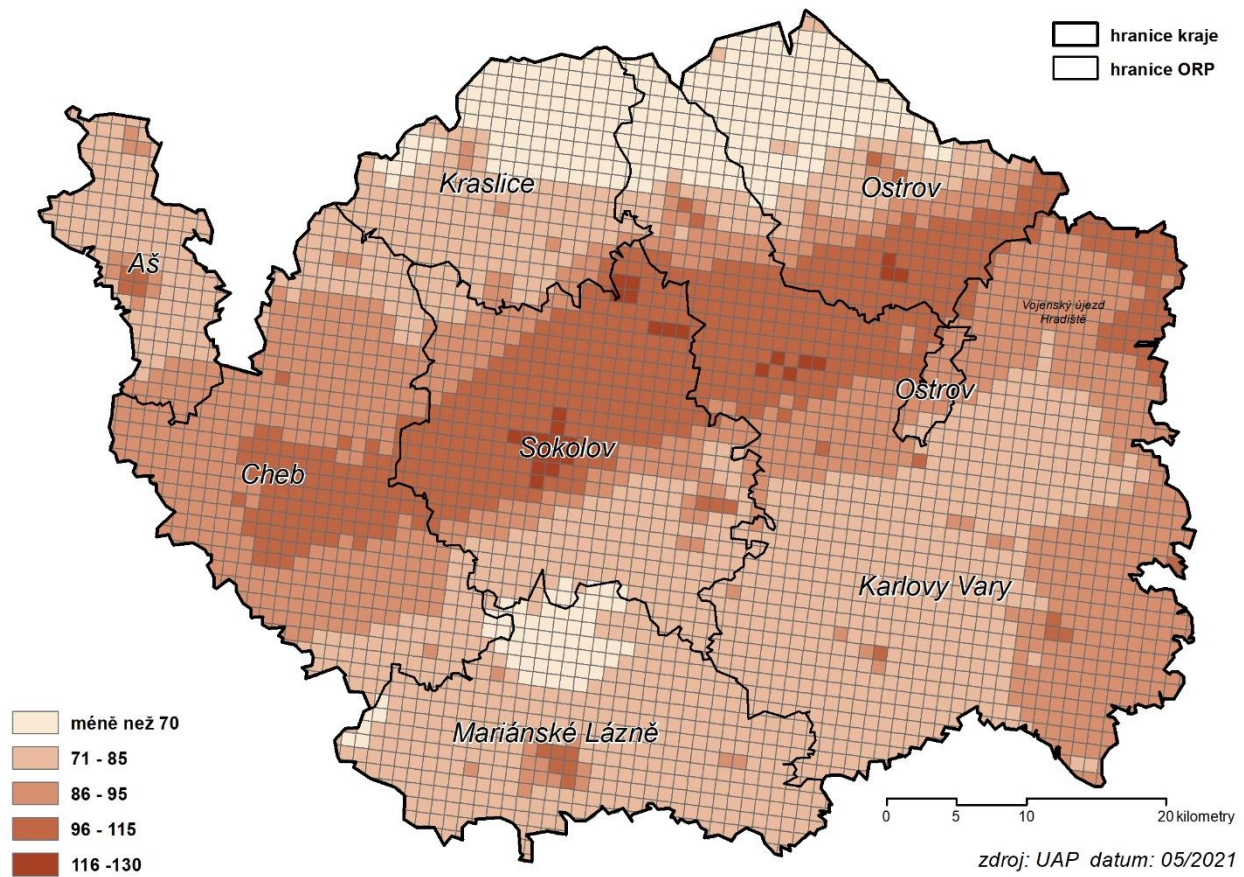 hranice kraje
hranice ORP
Kraslice
Ostrov
Aš
Vojenský újezd
Hradiště
Ostrov
Sokolov
Cheb
Karlovy Vary
Mariánské Lázně
méně než 70
71 - 85
86 - 95
96 - 115
116 -130
0 5 10 20 kilometry
zdroj: UAP datum: 05/2021